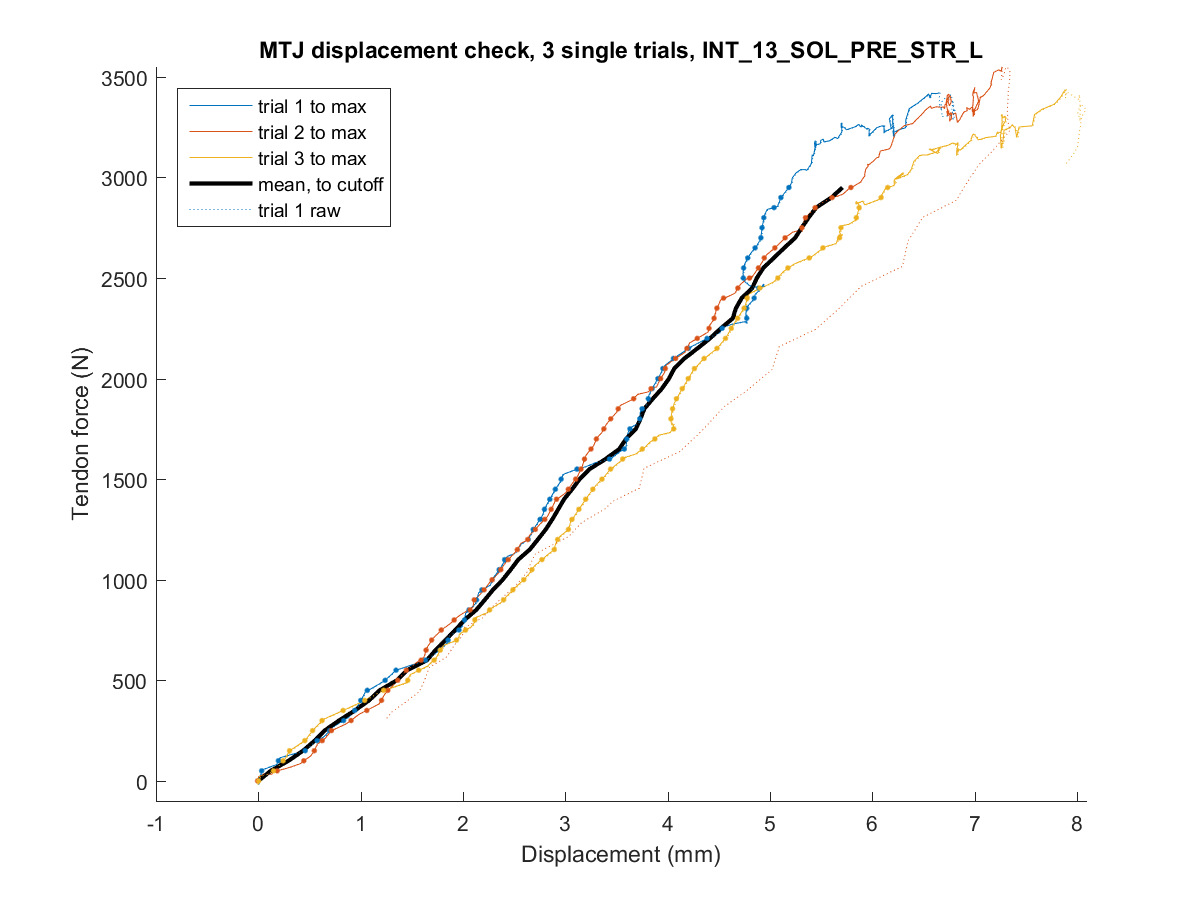 MTJ displacement check, 3 single trials, INT_13_SOL_PRE_STR_L
3500
3000
2500
2000
1500
1000
500
0
Tendon force (N)
trial 1 to max
trial 2 to max
trial 3 to max
mean, to cutoff
trial 1 raw
-1 0 1 2 3 4 5 6 7 8
Displacement (mm)